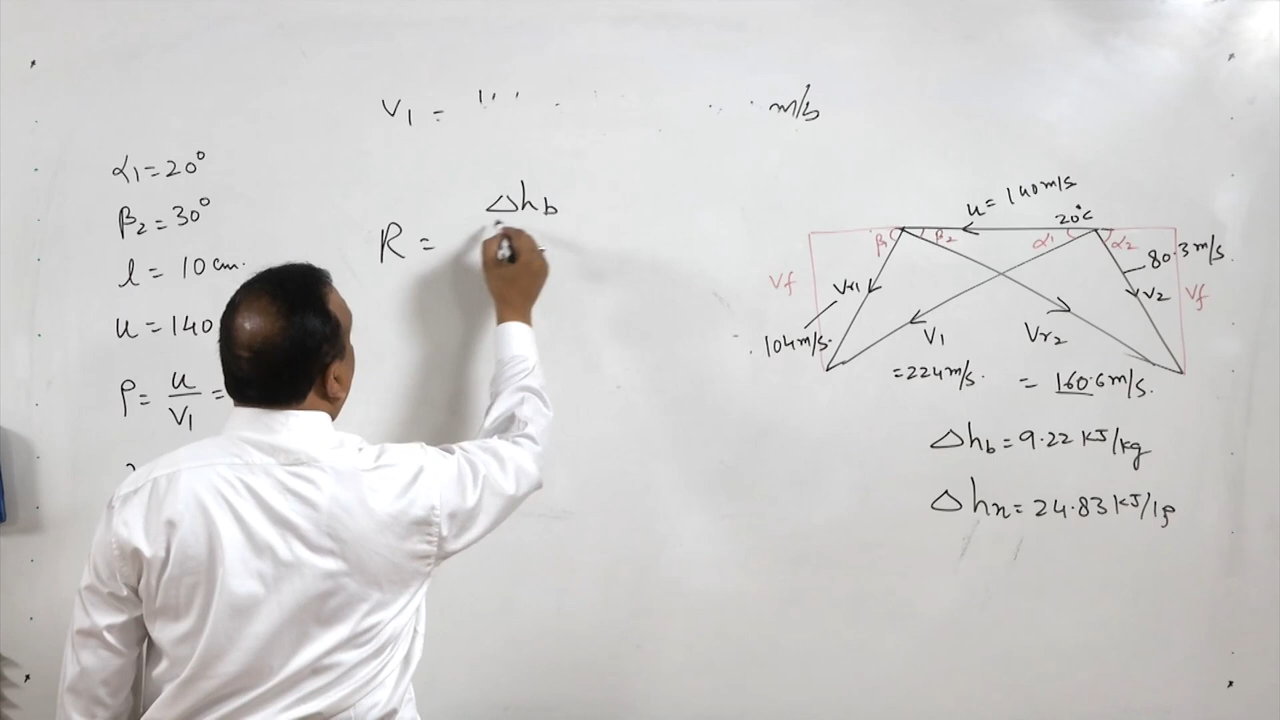 V1 = m/s
α1 = 20°
β2 = 30°
l = 10 cm.
u = 140
ρ = u/V1 =
Δhb
R =
u = 140 m/s
20°c
β1
β2
α1
α2
80.3 m/s.
Vf
Vr1
V2
Vf
104 m/s.
V1
Vr2
= 224 m/s.
= 160.6 m/s.
Δhb = 9.22 KJ/kg
Δhn = 24.83 KJ/